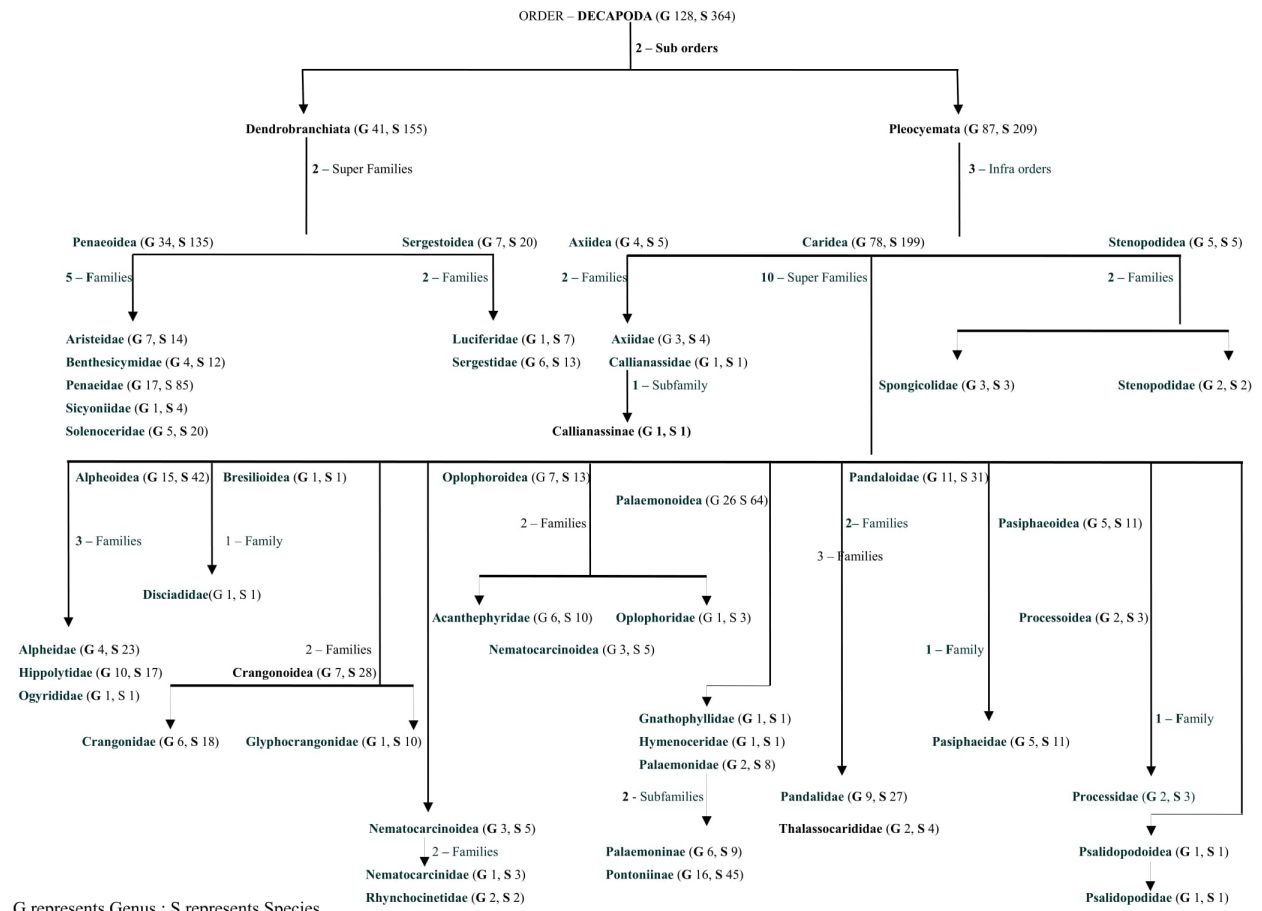 ORDER – DECAPODA (G 128, S 364)
2 – Sub orders
Dendrobranchiata (G 41, S 155)
Pleocyemata (G 87, S 209)
2 – Super Families
3 – Infra orders
Penaeoidea (G 34, S 135)
Sergestoidea (G 7, S 20)
Axiidea (G 4, S 5)
Caridea (G 78, S 199)
Stenopodidea (G 5, S 5)
5 – Families
2 – Families
2 – Families
10 – Super Families
2 – Families
Aristeidae (G 7, S 14)
Benthesicymidae (G 4, S 12)
Penaeidae (G 17, S 85)
Sicyoniidae (G 1, S 4)
Solenoceridae (G 5, S 20)
Luciferidae (G 1, S 7)
Sergestidae (G 6, S 13)
Axiidae (G 3, S 4)
Callianassidae (G 1, S 1)
1 – Subfamily
Callianassinae (G 1, S 1)
Spongicolidae (G 3, S 3)
Stenopodidae (G 2, S 2)
Alpheoidea (G 15, S 42)
Bresilioidea (G 1, S 1)
Oplophoroidea (G 7, S 13)
Palaemonoidea (G 26 S 64)
Pandaloidae (G 11, S 31)
Pasiphaeoidea (G 5, S 11)
3 – Families
1 – Family
2 – Families
2– Families
3 – Families
Disciadidae(G 1, S 1)
Acanthephyridae (G 6, S 10)
Oplophoridae (G 1, S 3)
Processoidea (G 2, S 3)
Nematocarcinoidea (G 3, S 5)
Alpheidae (G 4, S 23)
Hippolytidae (G 10, S 17)
Ogyrididae (G 1, S 1)
2 – Families
Crangonoidea (G 7, S 28)
1 – Family
Crangonidae (G 6, S 18)
Glyphocrangonidae (G 1, S 10)
Gnathophyllidae (G 1, S 1)
Hymenoceridae (G 1, S 1)
Palaemonidae (G 2, S 8)
2 - Subfamilies
Palaemoninae (G 6, S 9)
Pontoniinae (G 16, S 45)
Pasiphaeidae (G 5, S 11)
1 – Family
Pandalidae (G 9, S 27)
Thalassocarididae (G 2, S 4)
Processidae (G 2, S 3)
Nematocarcinoidea (G 3, S 5)
2 – Families
Nematocarcinidae (G 1, S 3)
Rhynchocinetidae (G 2, S 2)
Psalidopodoidea (G 1, S 1)
Psalidopodidae (G 1, S 1)
G represents Genus ; S represents Species